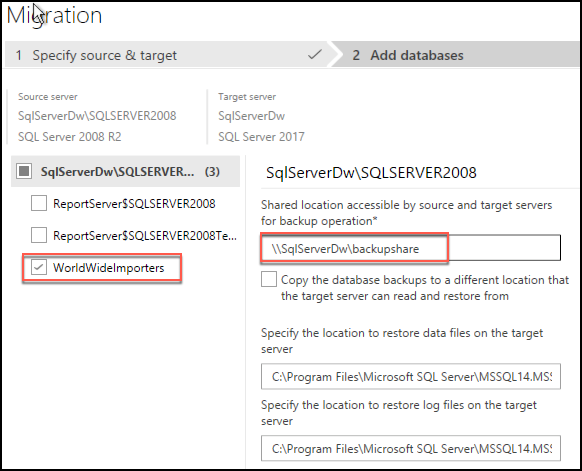 Migration
1 Specify source & target
2 Add databases
Source server
SqlServerDw\SQLSERVER2008
SQL Server 2008 R2
Target server
SqlServerDw
SQL Server 2017
SqlServerDw\SQLSERVER... (3)
ReportServer$SQLSERVER2008
ReportServer$SQLSERVER2008Te...
WorldWideImporters
SqlServerDw\SQLSERVER2008
Shared location accessible by source and target servers
for backup operation*
\\SqlServerDw\backupshare
Copy the database backups to a different location that
the target server can read and restore from
Specify the location to restore data files on the target
server
C:\Program Files\Microsoft SQL Server\MSSQL14.MSS
Specify the location to restore log files on the target
server
C:\Program Files\Microsoft SQL Server\MSSQL14.MSS